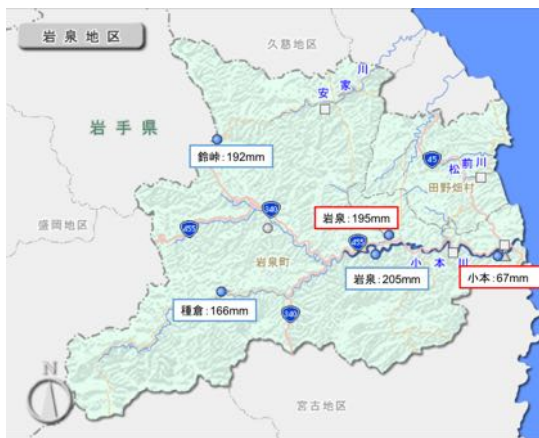 岩泉地区
久慈地区
安家川
岩手県
鈴峠：192mm
45
松前川
田野畑村
340
岩泉：195mm
盛岡地区
455
455
岩泉町
小本川
岩泉：205mm
小本：67mm
種倉：166mm
340
N
宮古地区